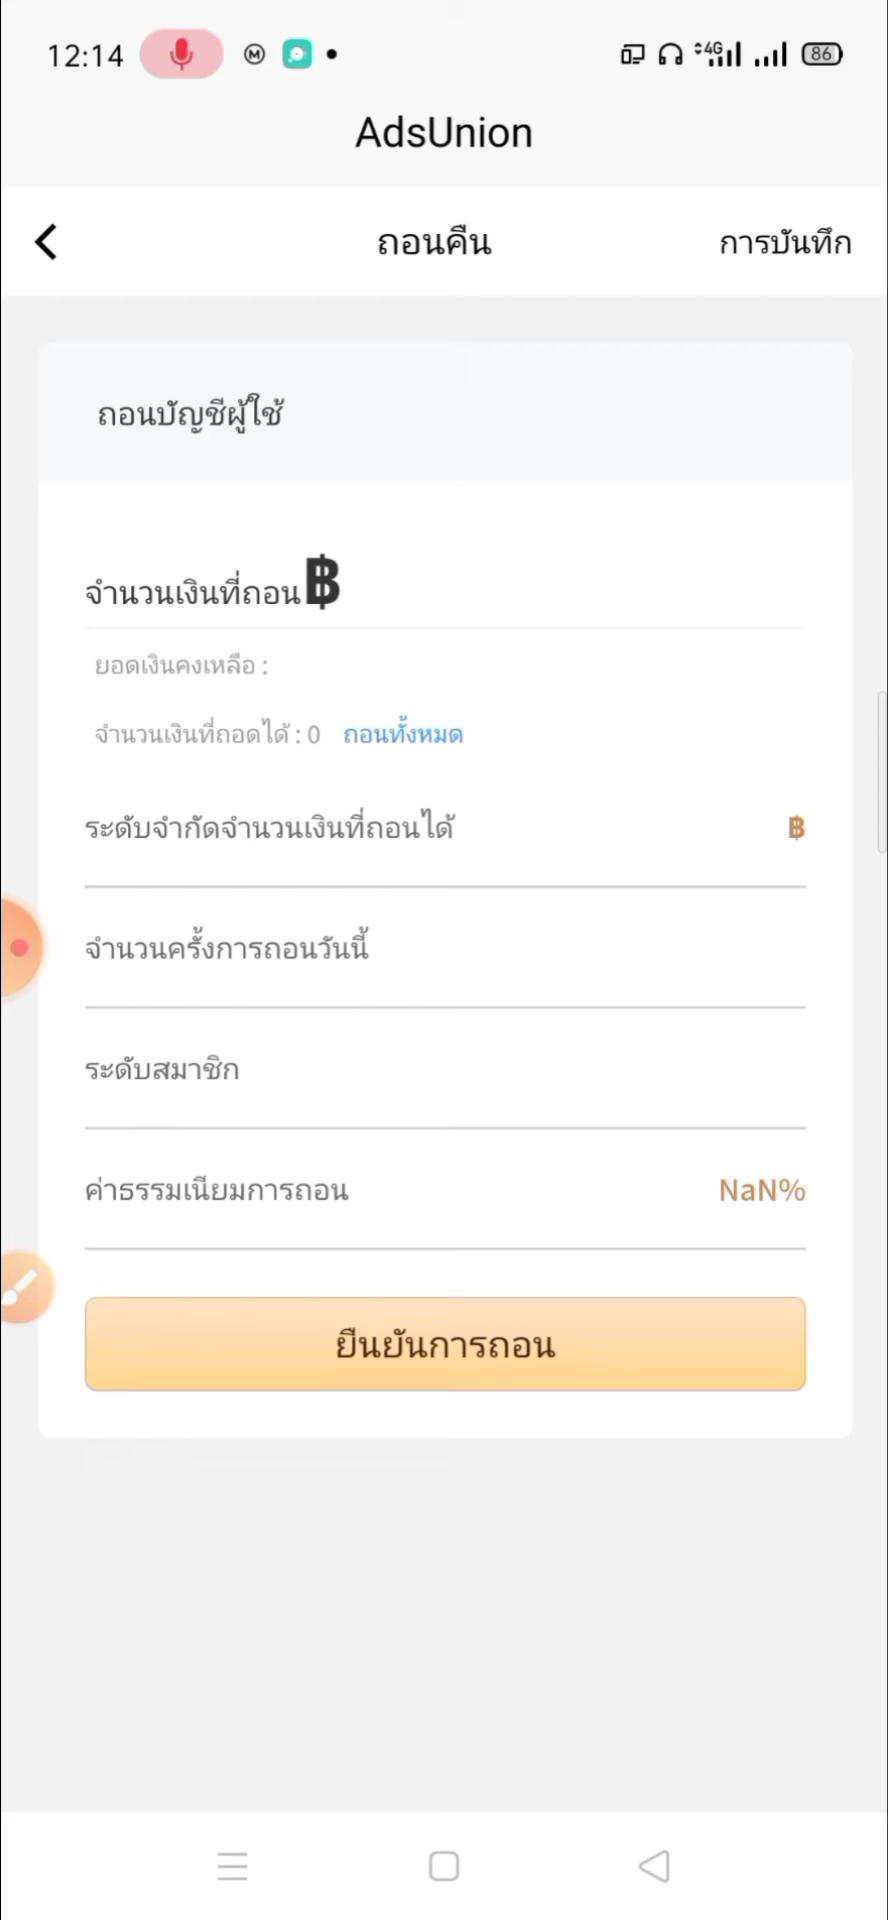 12:14
4G
86
AdsUnion
ถอนคืน
การบันทึก
ถอนบัญชีผู้ใช้
จำนวนเงินที่ถอน฿
ยอดเงินคงเหลือ :
จำนวนเงินที่ถอดได้ : 0 ถอนทั้งหมด
ระดับจำกัดจำนวนเงินที่ถอนได้ ฿
จำนวนครั้งการถอนวันนี้
ระดับสมาชิก
ค่าธรรมเนียมการถอน NaN%
ยืนยันการถอน